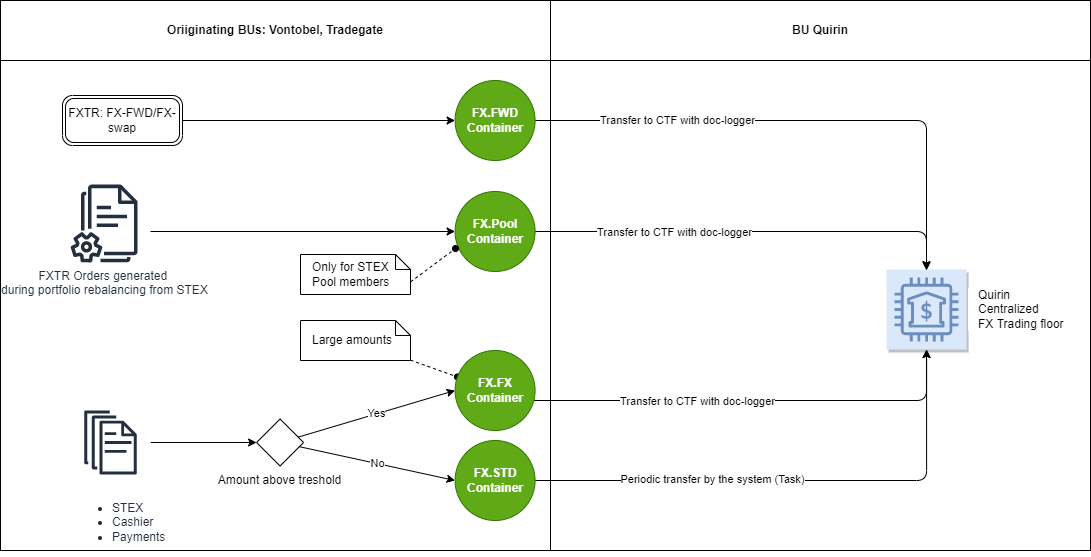 Oriiginating BUs: Vontobel, Tradegate
BU Quirin
FXTR: FX-FWD/FX-
swap
FX.FWD
Container
Transfer to CTF with doc-logger
FXTR Orders generated
during portfolio rebalancing from STEX
FX.Pool
Container
Transfer to CTF with doc-logger
Only for STEX
Pool members
$
Quirin
Centralized
FX Trading floor
Large amounts
FX.FX
Container
Transfer to CTF with doc-logger
Yes
No
Amount above treshold
FX.STD
Container
Periodic transfer by the system (Task)
• STEX
• Cashier
• Payments